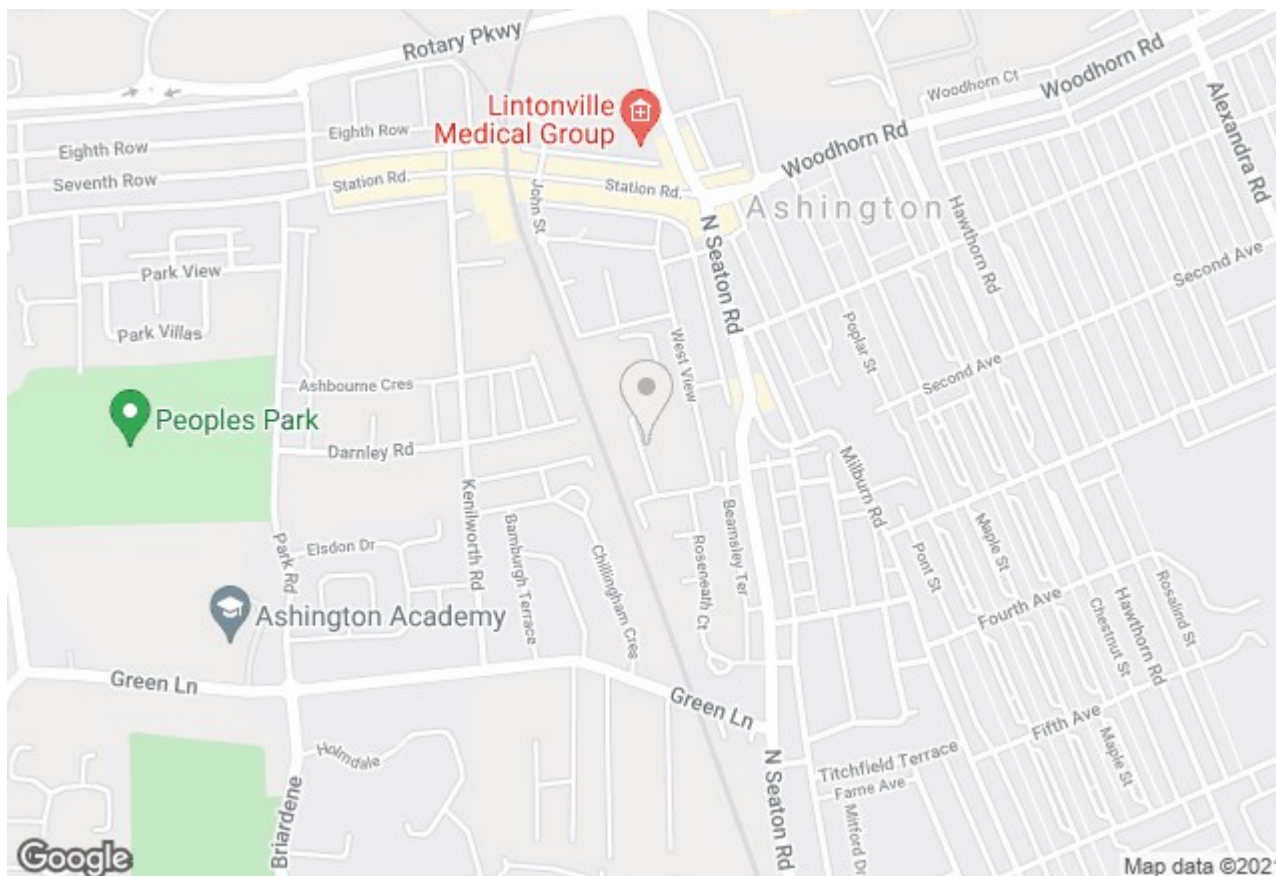 Rotary Pkwy
Woodhorn Rd
Woodhorn Ct
Lintonville
Medical Group
Alexandra Rd
Eighth Row
Eighth Row
Woodhorn Rd
Seventh Row
Station Rd.
Station Rd.
John St
Ashington
N Seaton Rd
Hawthorn Rd
Second Ave
Park View
Park Villas
West View
Poplar St
Second Ave
Ashbourne Cres
Peoples Park
Darnley Rd
Kenilworth Rd
Milburn Rd
Elsdon Dr
Park Rd
Bamburgh Terrace
Chillingham Cres
Roseneath Ct
Beamsley Ter
Pont St
Maple St
Rosalind St
Fourth Ave
Chestnut St
Hawthorn Rd
Ashington Academy
Green Ln
Green Ln
Fifth Ave
Maple St
Holmdale
Briardene
N Seaton Rd
Titchfield Terrace
Farne Ave
Mitford Dr
Google
Map data ©2021